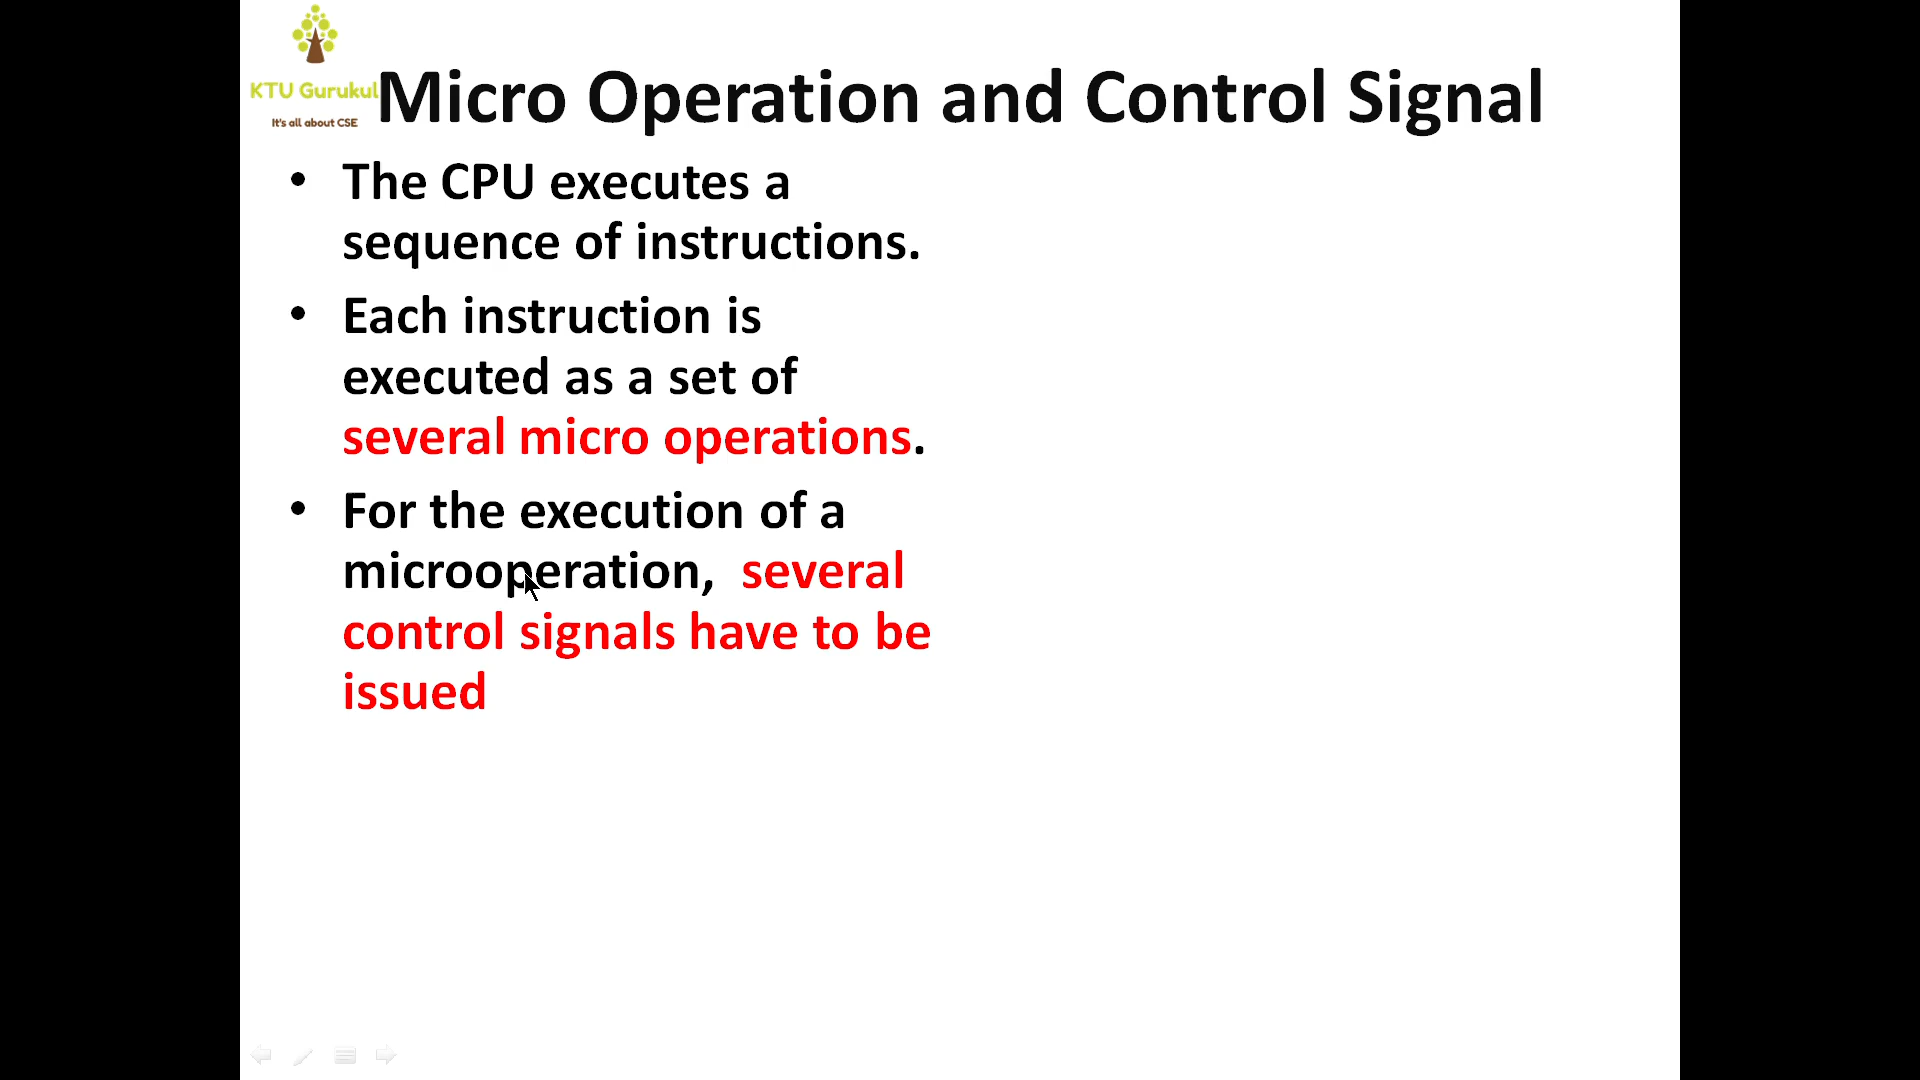 KTU Gurukul
It's all about CSE
Micro Operation and Control Signal
• The CPU executes a
sequence of instructions.
• Each instruction is
executed as a set of
several micro operations.
• For the execution of a
microoperation, several
control signals have to be
issued